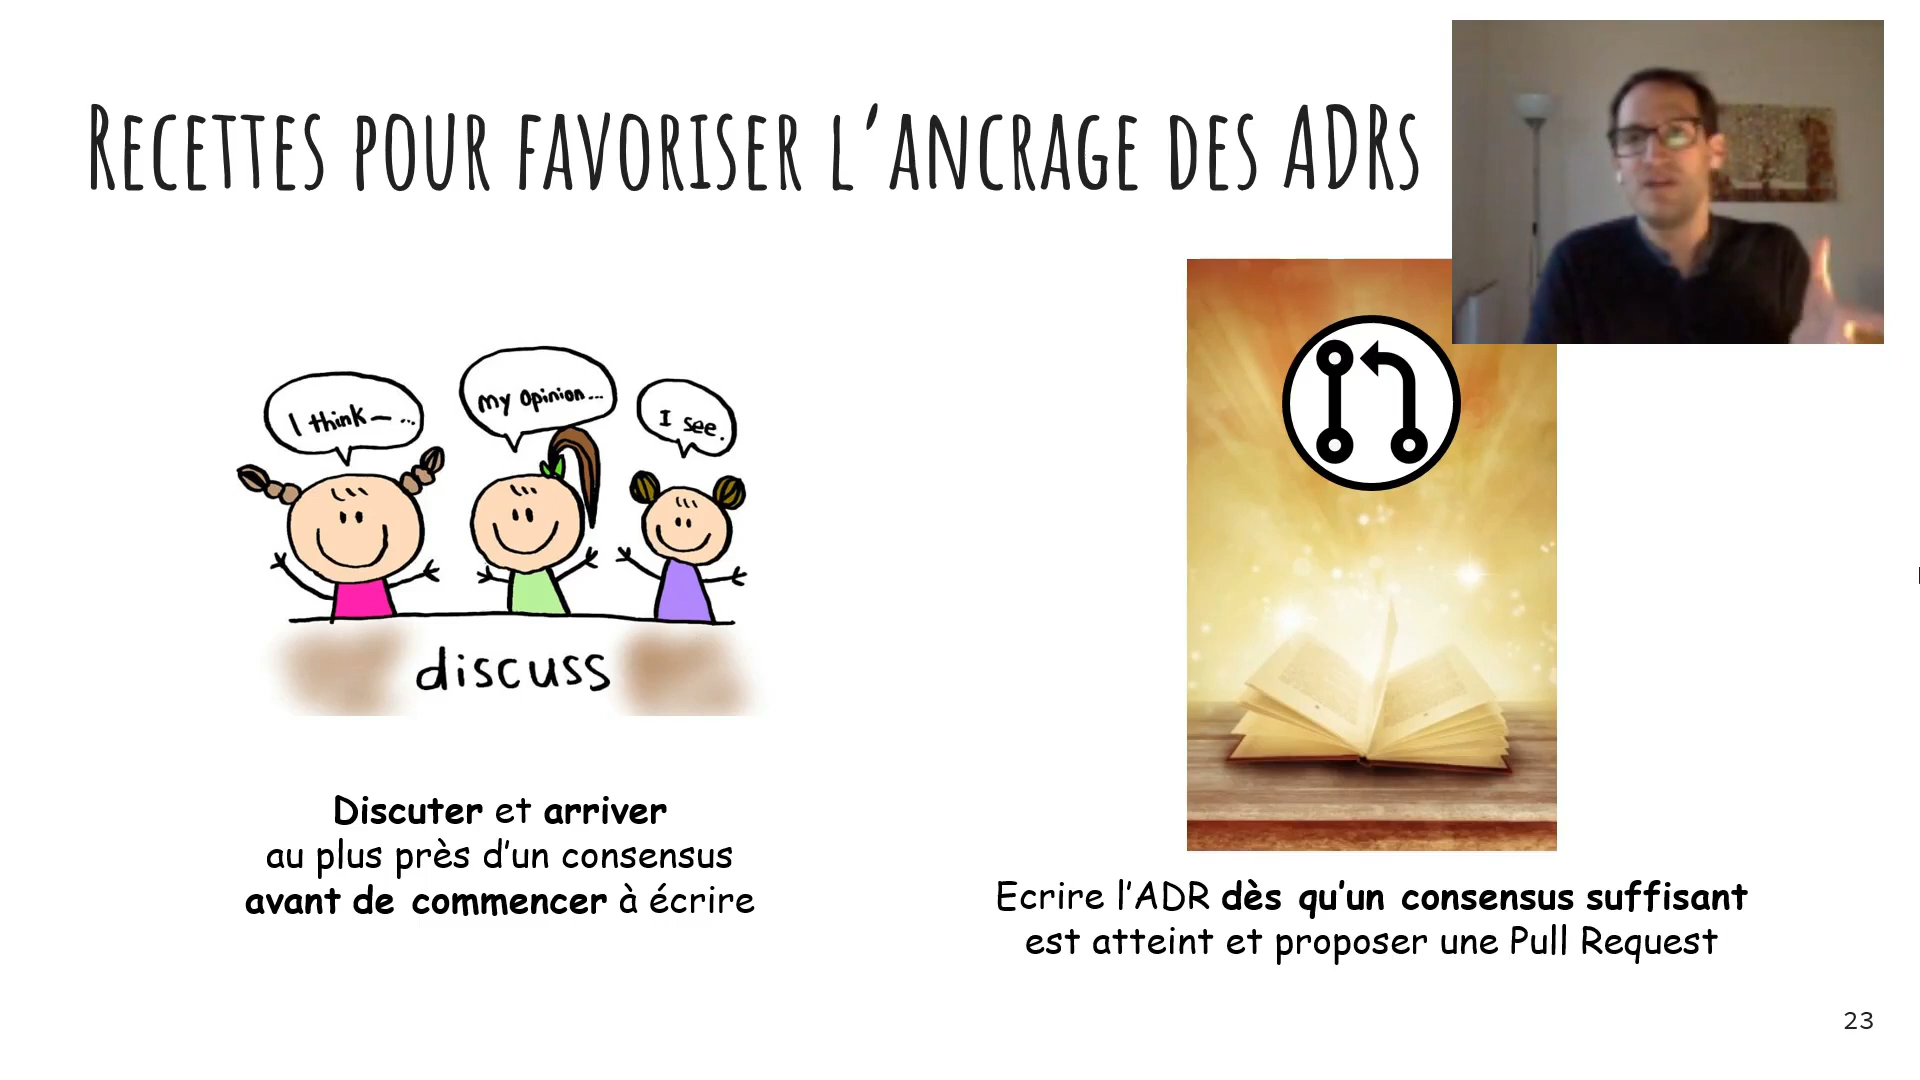 Recettes pour favoriser l'ancrage des ADRs
I think— ...
my opinion...
I see.
discuss
Discuter et arriver
au plus près d'un consensus
avant de commencer à écrire
Ecrire l'ADR dès qu'un consensus suffisant
est atteint et proposer une Pull Request
23